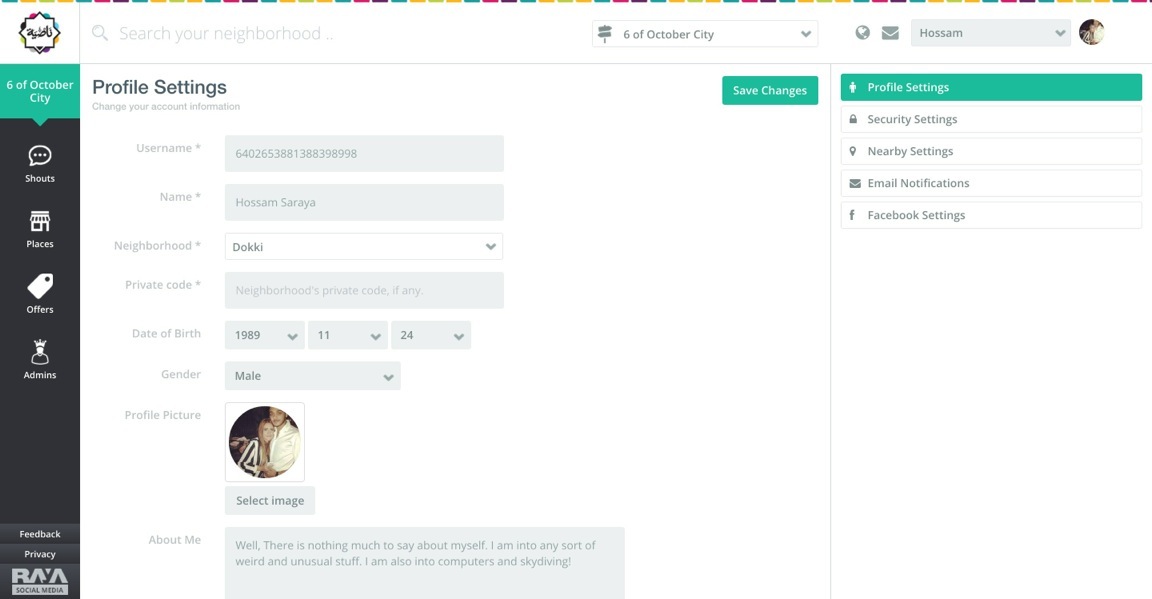 ناصية
Search your neighborhood ..
6 of October City
Hossam
6 of October
City
Shouts
Places
Offers
Admins
Feedback
Privacy
RAYA
SOCIAL MEDIA
Profile Settings
Change your account information
Save Changes
Username *
6402653881388398998
Name *
Hossam Saraya
Neighborhood *
Dokki
Private code *
Neighborhood's private code, if any.
Date of Birth
1989
11
24
Gender
Male
Profile Picture
Select image
About Me
Well, There is nothing much to say about myself. I am into any sort of
weird and unusual stuff. I am also into computers and skydiving!
Profile Settings
Security Settings
Nearby Settings
Email Notifications
Facebook Settings